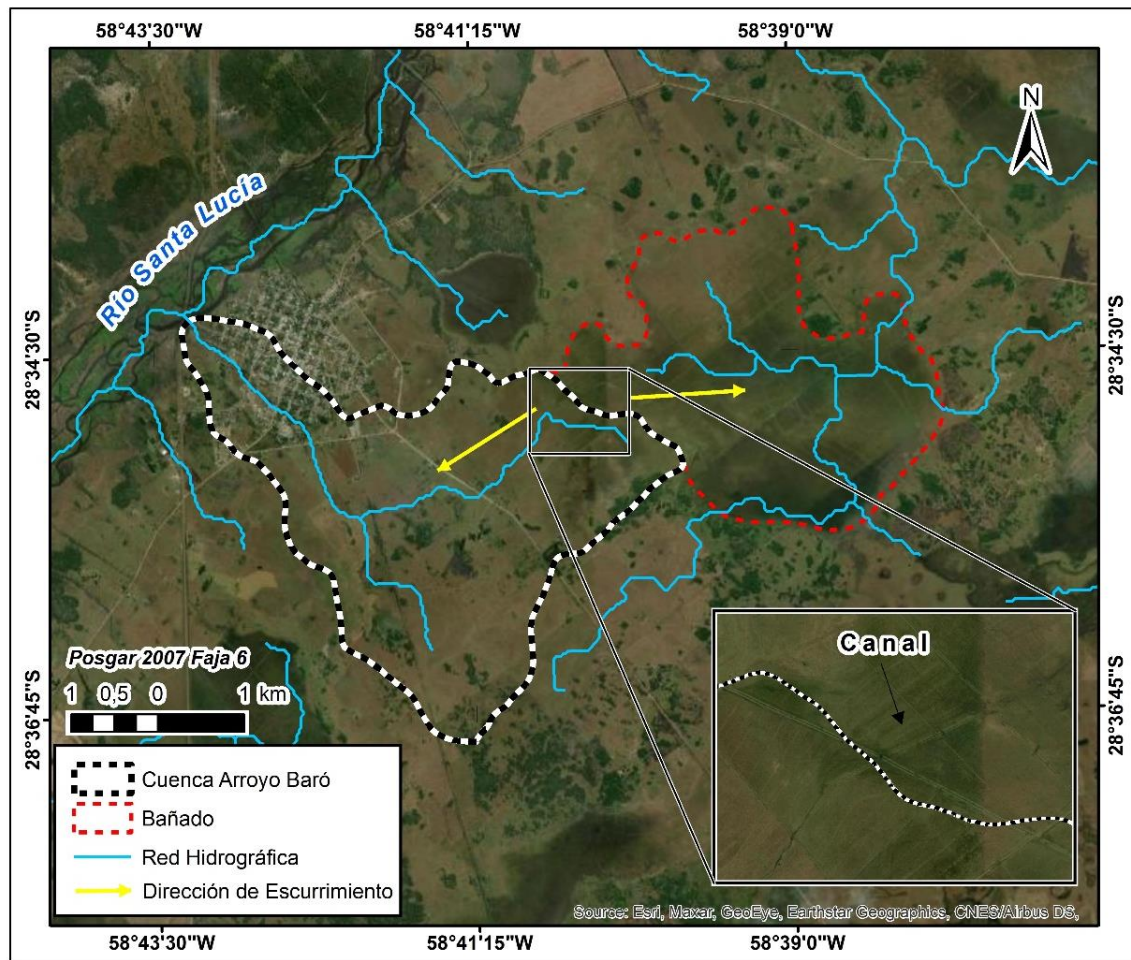 58°43'30"W
58°41'15"W
58°39'0"W
N
Río Santa Lucía
28°34'30"S
28°34'30"S
28°36'45"S
28°36'45"S
Posgar 2007 Faja 6
1 0,5 0 1 km
Canal
Cuenca Arroyo Baró
Bañado
Red Hidrográfica
Dirección de Escurrimiento
Source: Esri, Maxar, GeoEye, Earthstar Geographics, CNES/Airbus DS,
58°43'30"W
58°41'15"W
58°39'0"W